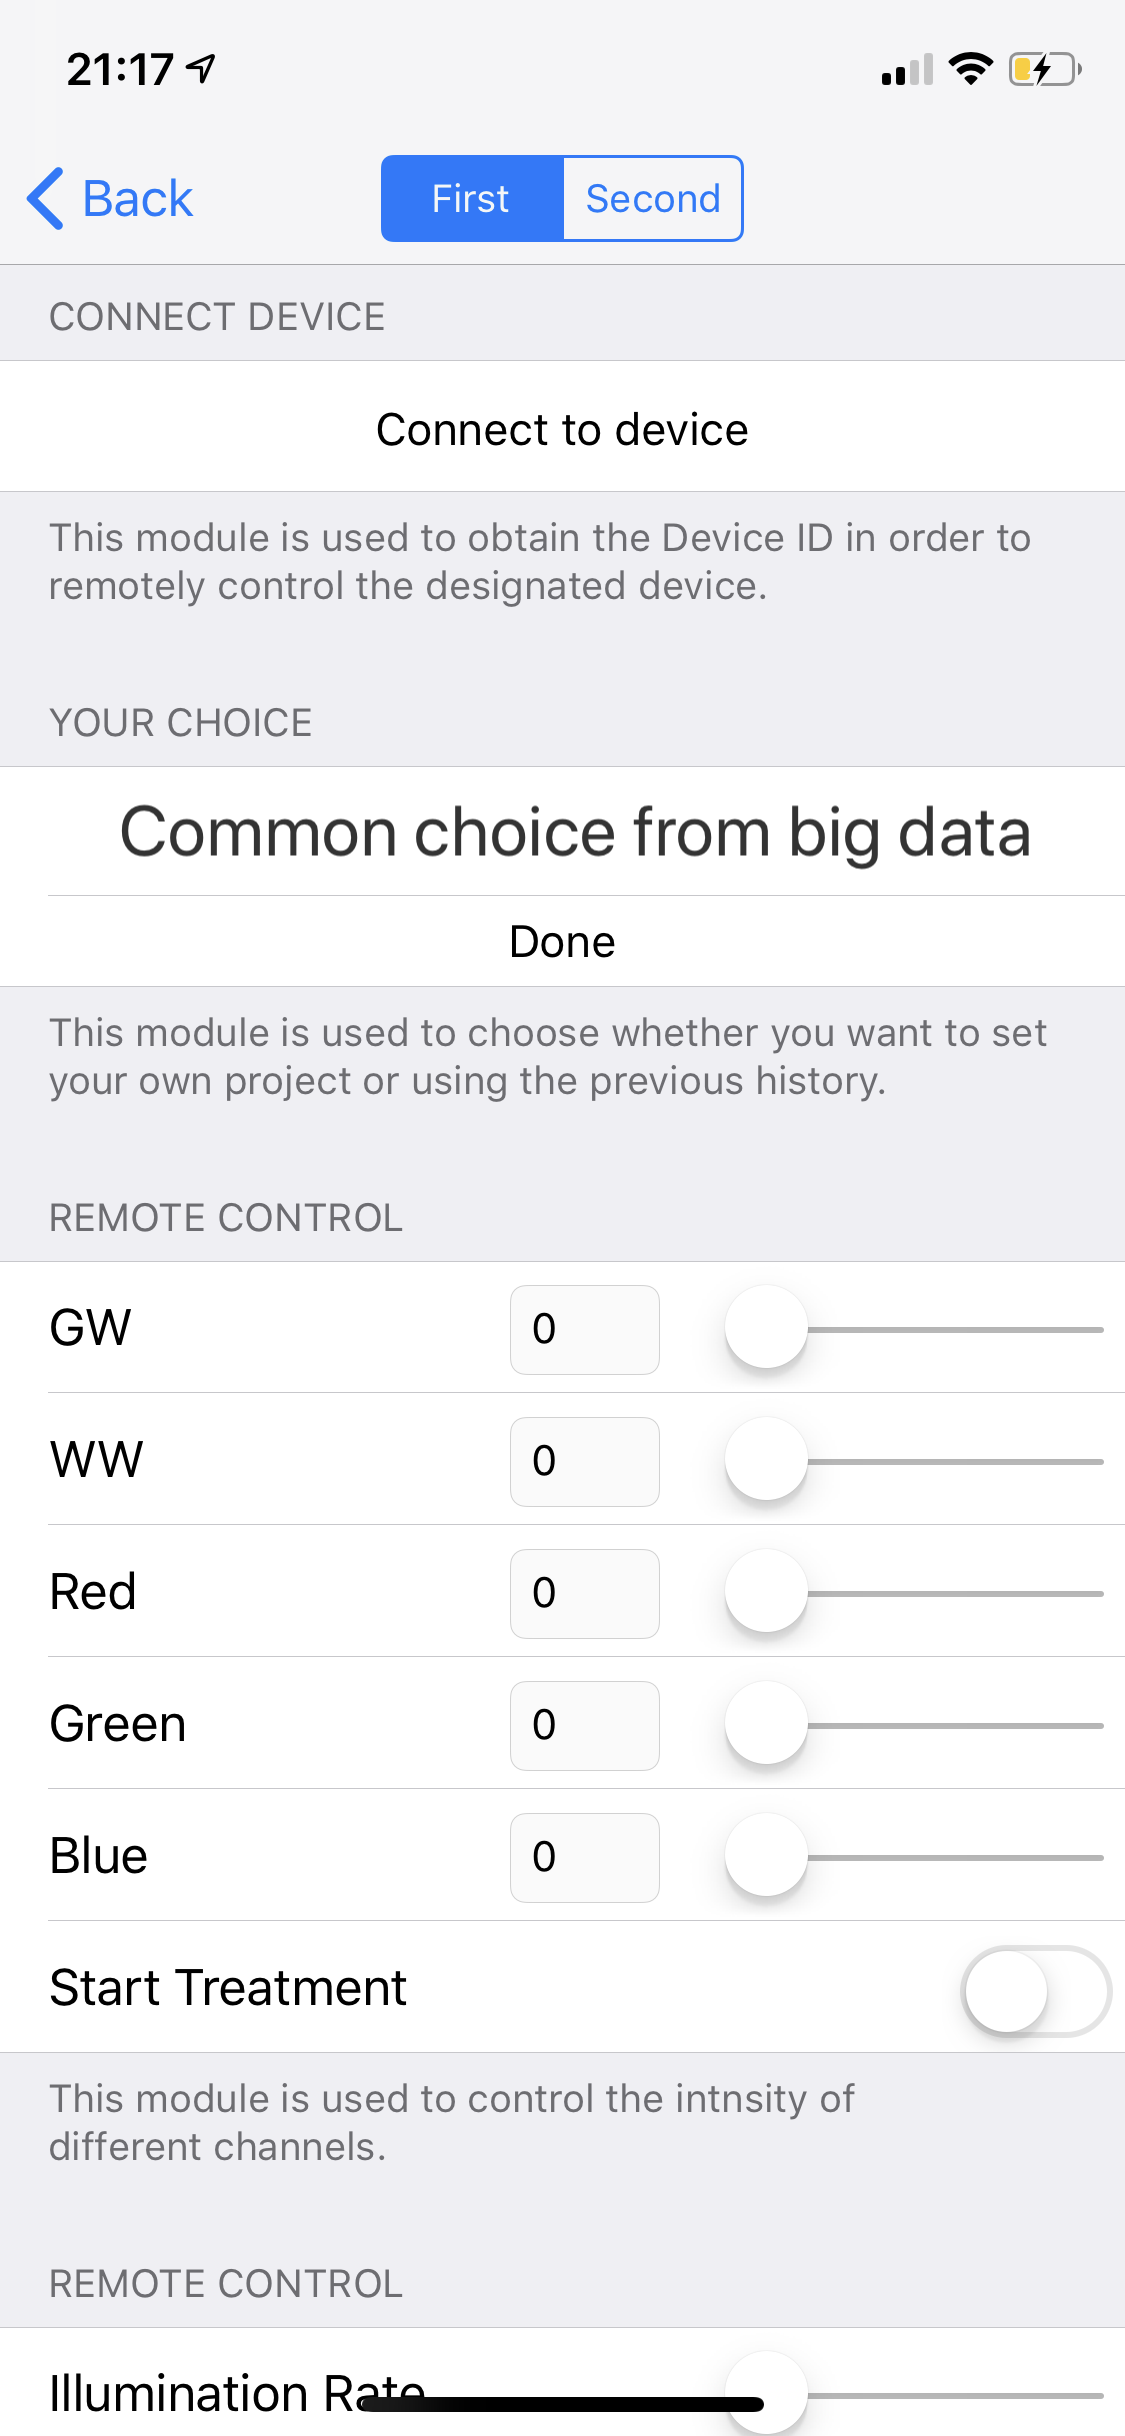 21:17
Back
First
Second
CONNECT DEVICE
Connect to device
This module is used to obtain the Device ID in order to
remotely control the designated device.
YOUR CHOICE
Common choice from big data
Done
This module is used to choose whether you want to set
your own project or using the previous history.
REMOTE CONTROL
GW 0
WW 0
Red 0
Green 0
Blue 0
Start Treatment
This module is used to control the intnsity of
different channels.
REMOTE CONTROL
Illumination Rate